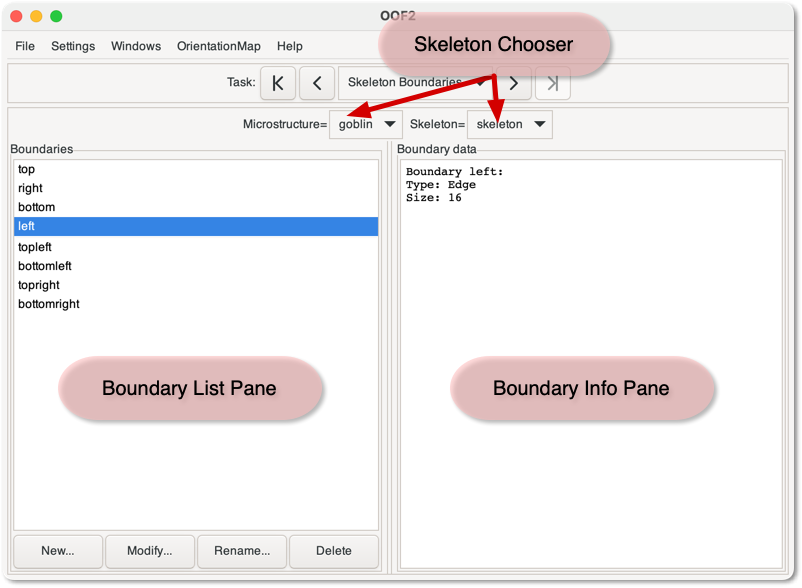 OOF2
Skeleton Chooser
File Settings Windows OrientationMap Help
Task: Skeleton Boundaries
Microstructure= goblin Skeleton= skeleton
Boundaries
top
right
bottom
left
topleft
bottomleft
topright
bottomright
Boundary List Pane
New... Modify... Rename... Delete
Boundary data
Boundary left:
Type: Edge
Size: 16
Boundary Info Pane